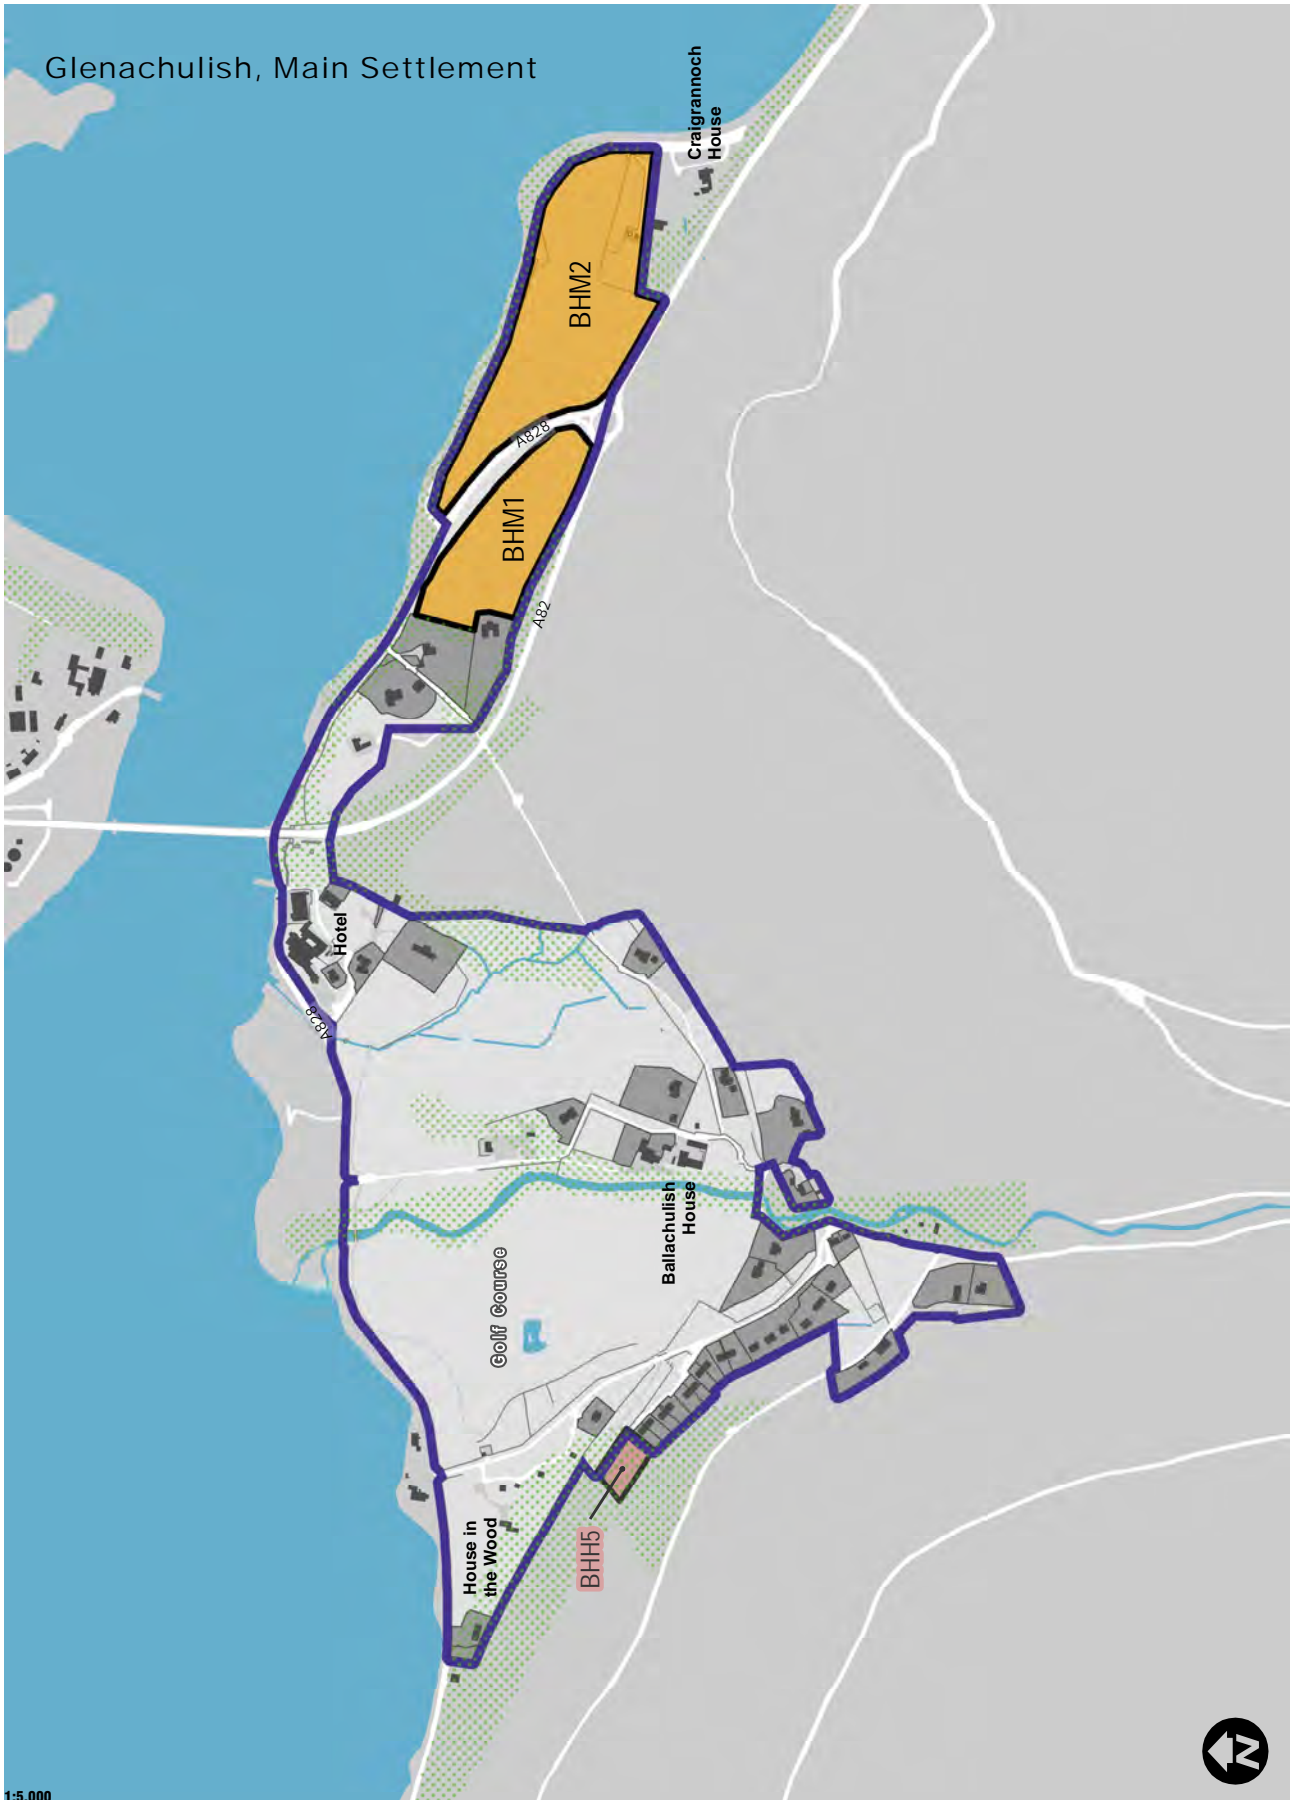 Glenachulish, Main Settlement
Craigrannoch
House
BHM2
A828
BHM1
A82
Hotel
A828
Ballachulish
House
Golf Course
House in
the Wood
BHH5
N
1:5,000